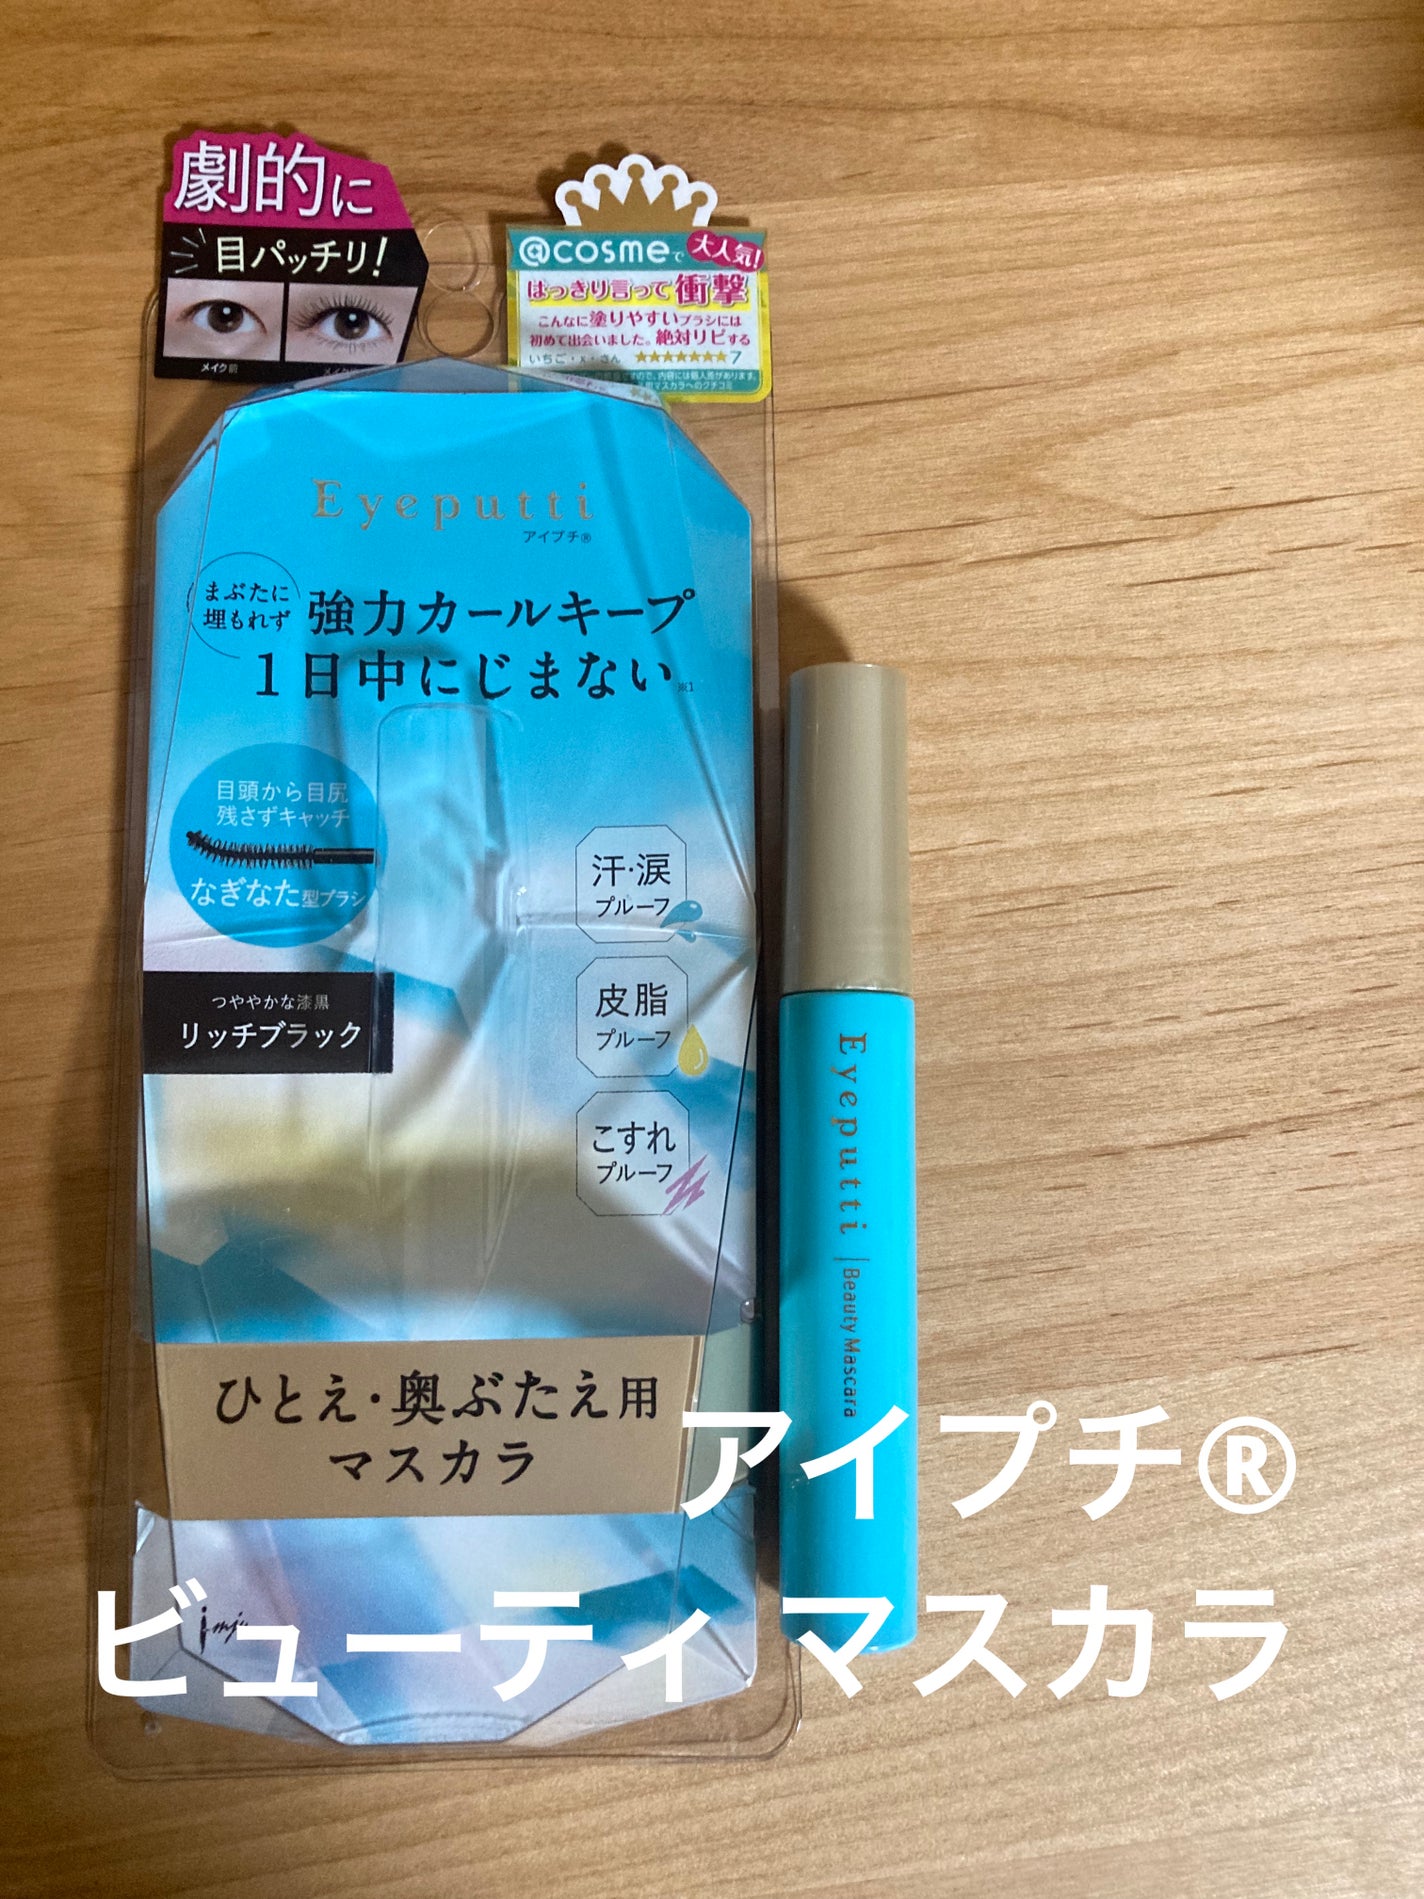 劇的に
目パッチリ!
メイク前
@cosmeで大人気!
はっきり言って衝撃
こんなに塗りやすいブラシには
初めて出会いました。絶対リピする
いちご・x・さん ★★★★★★★7
Eyeputti
アイプチ®
まぶたに
埋もれず
強力カールキープ
1日中にじまない※1
目頭から目尻
残さずキャッチ
なぎなた型ブラシ
汗・涙
プルーフ
皮脂
プルーフ
こすれ
プルーフ
つややかな漆黒
リッチブラック
ひとえ・奥ぶたえ用
マスカラ
Eyeputti | Beauty Mascara
アイプチ®
ビューティ マスカラ